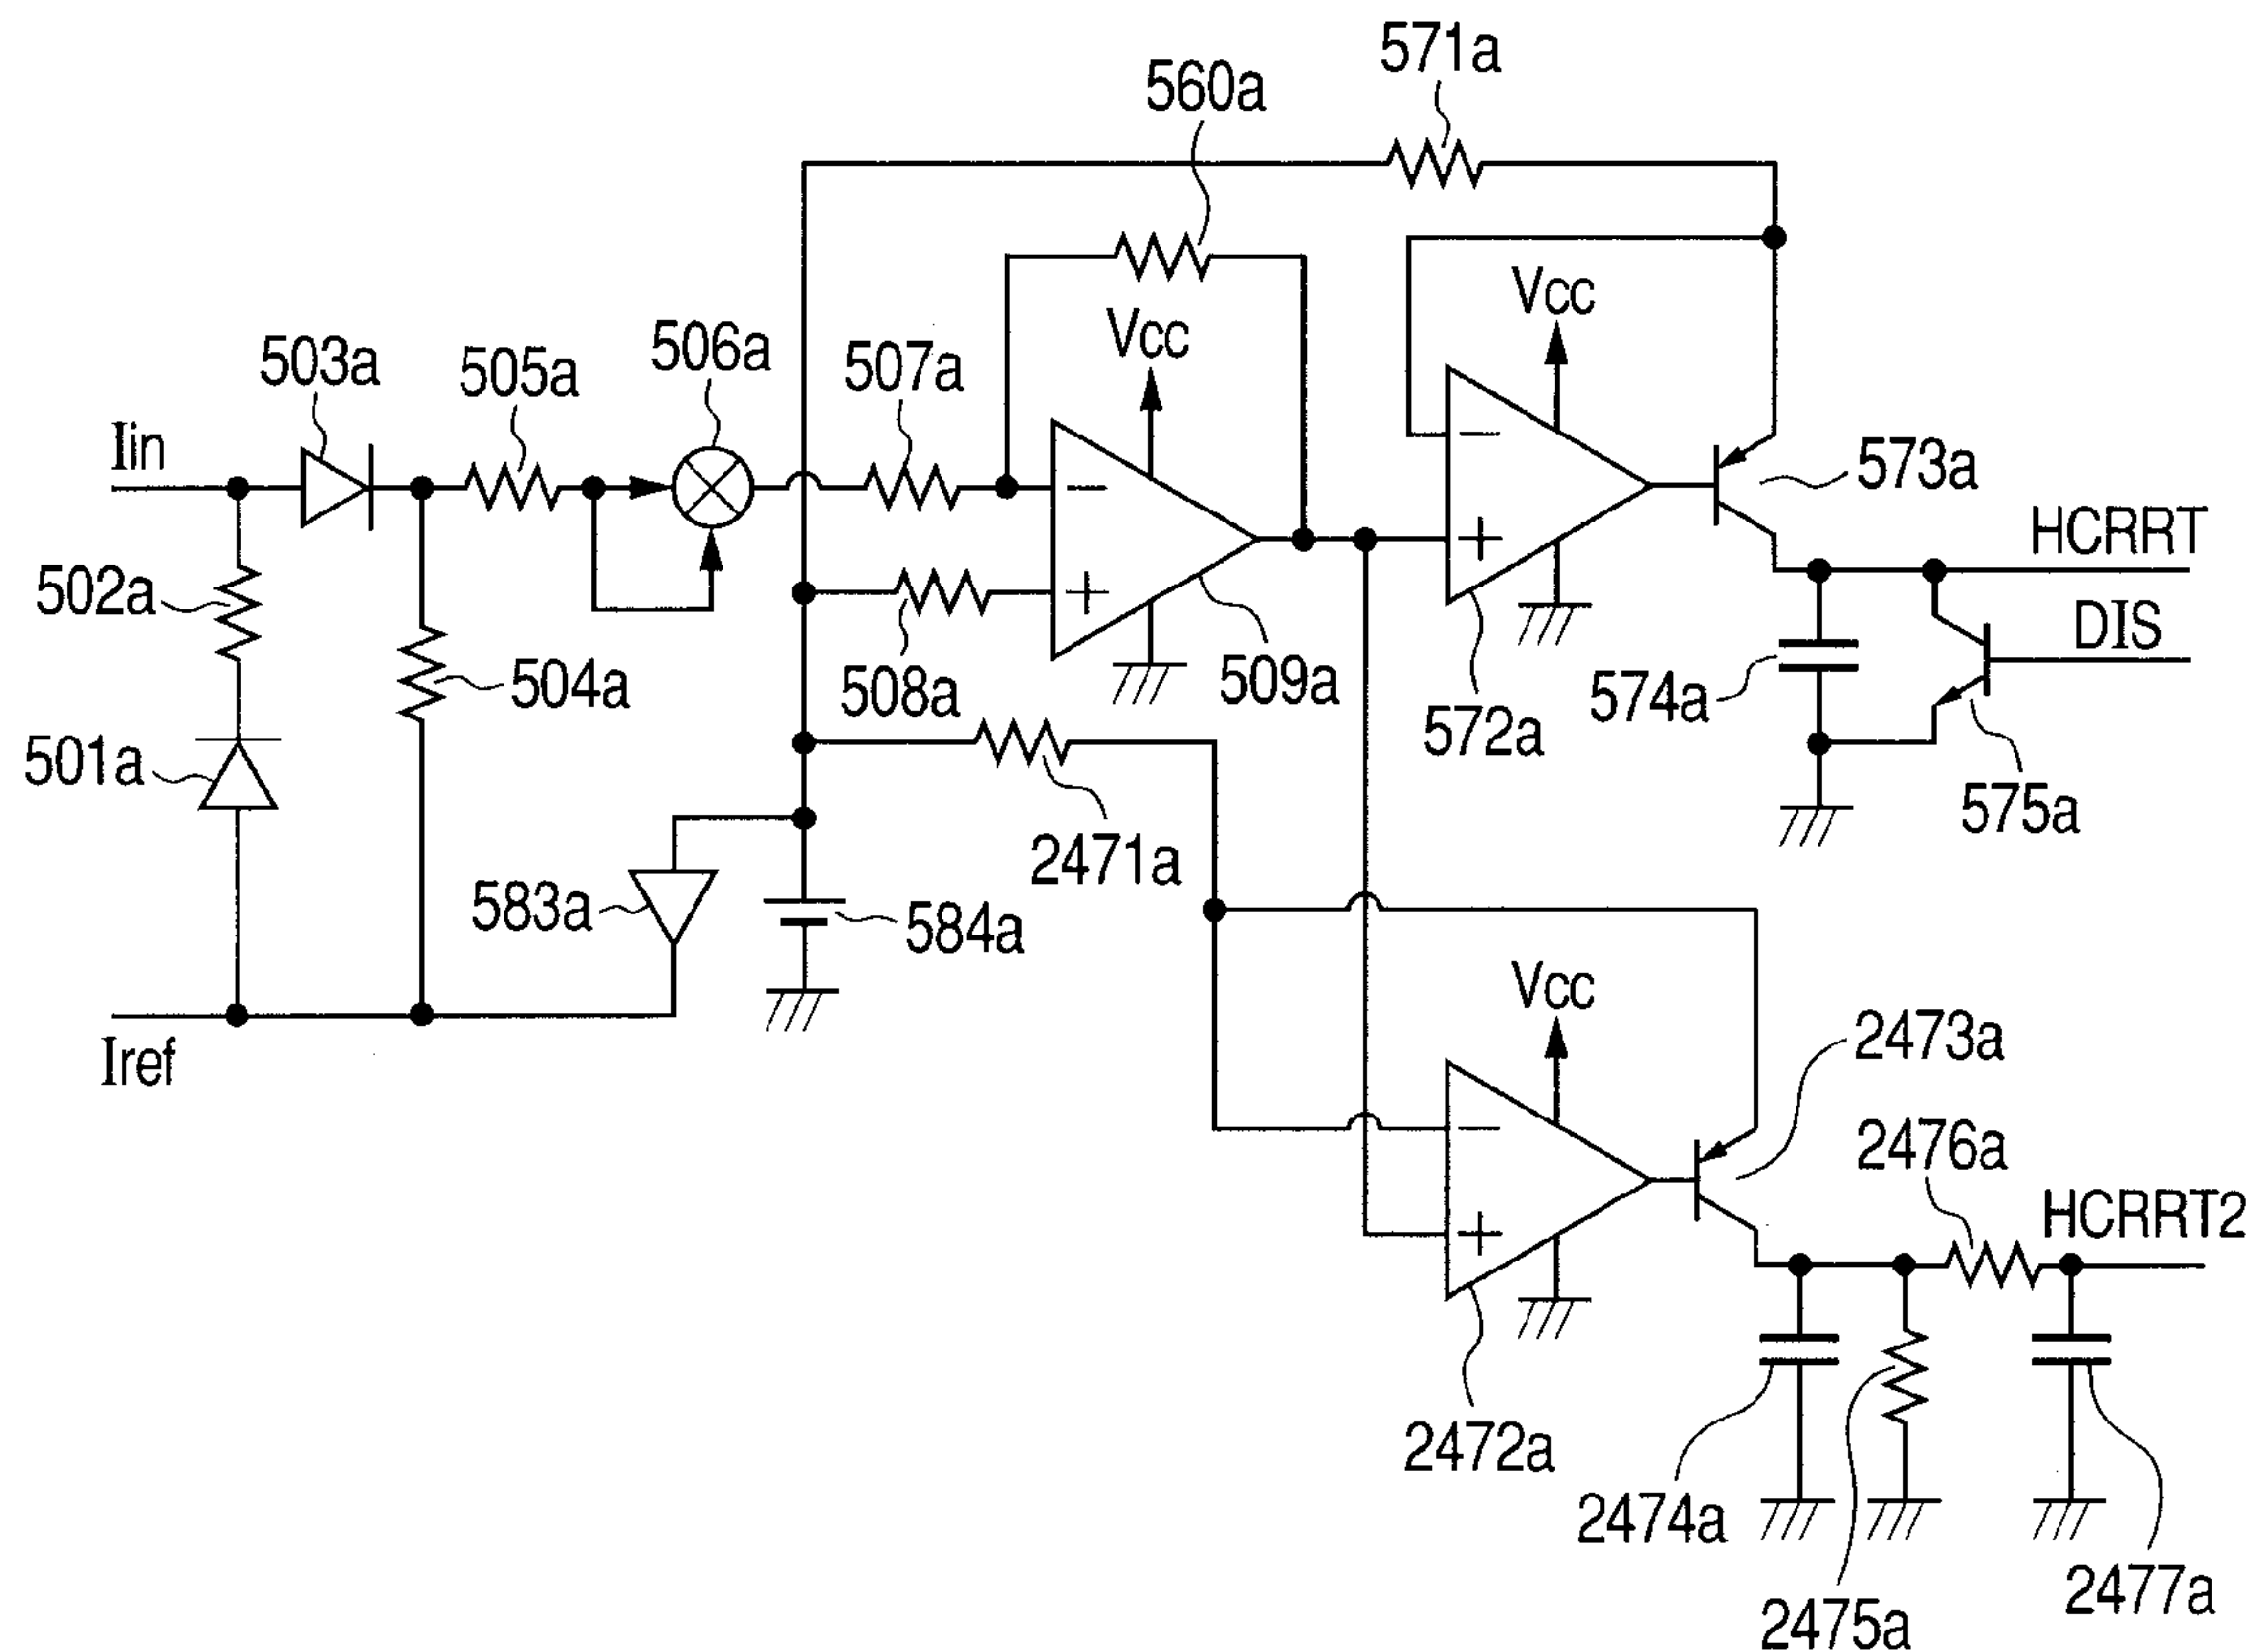 571a
560a
Vcc
Vcc
506a
503a
505a
507a
Iin
573a
HCRRT
502a
DIS
504a
508a
509a
574a
572a
501a
575a
2471a
583a
584a
Vcc
2473a
Iref
2476a
HCRRT2
2472a
2474a
2477a
2475a